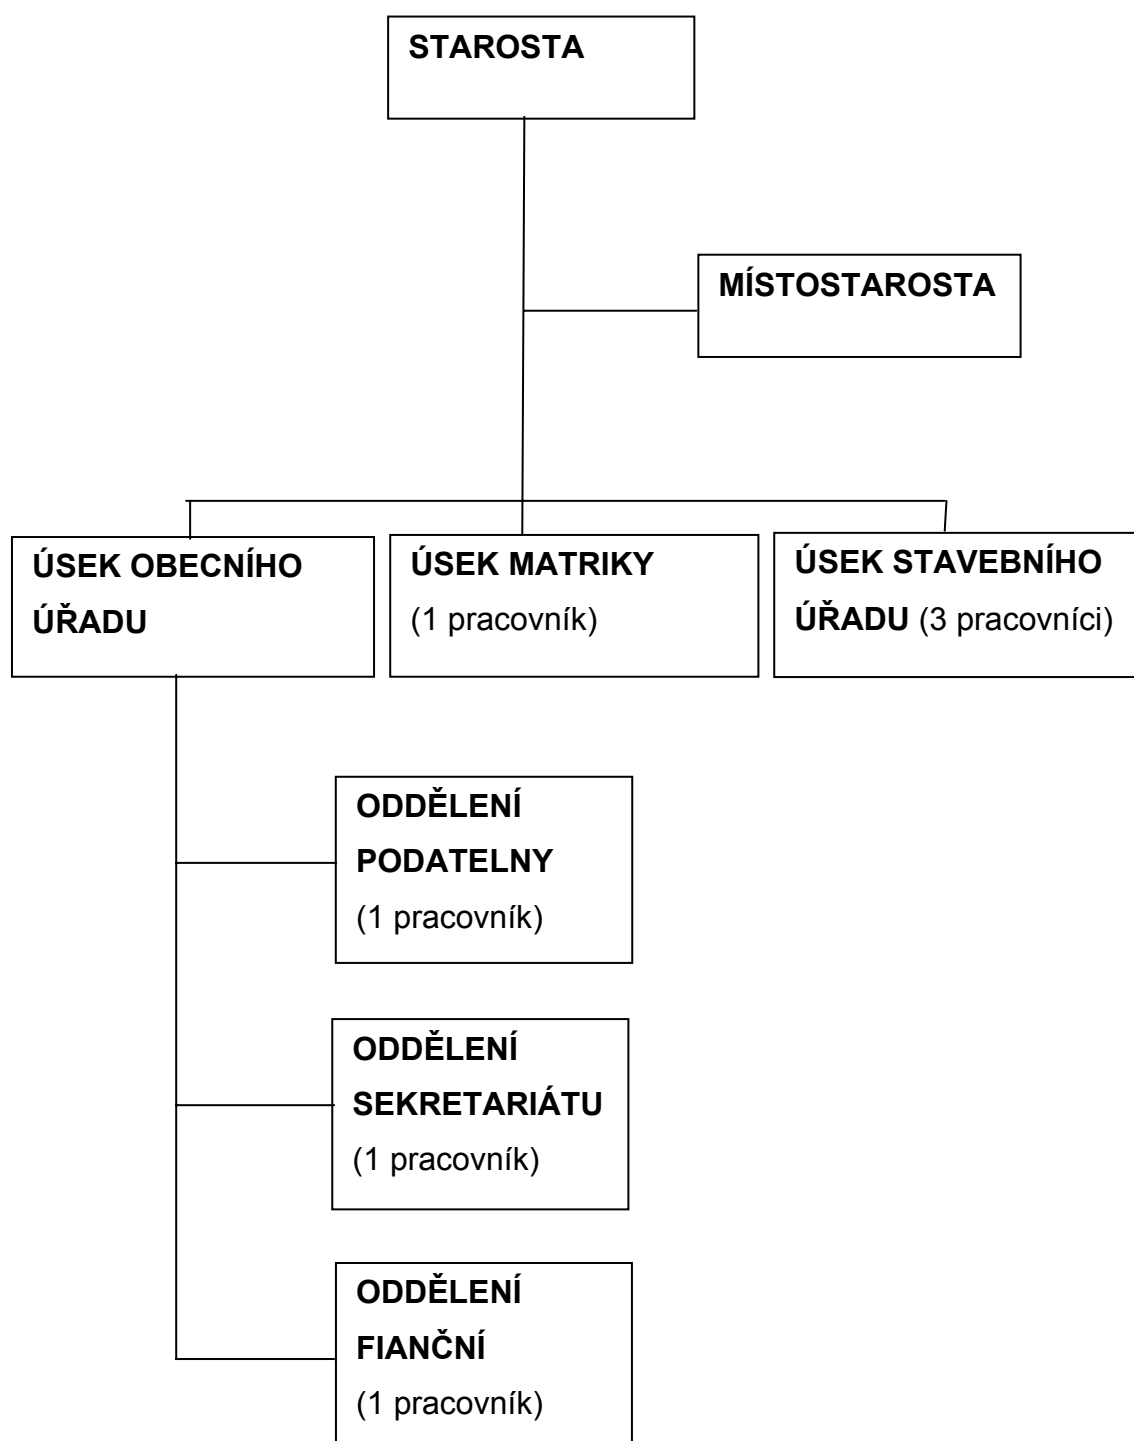 STAROSTA
MÍSTOSTAROSTA
ÚSEK OBECNÍHO
ÚŘADU
ÚSEK MATRIKY
(1 pracovník)
ÚSEK STAVEBNÍHO
ÚŘADU (3 pracovníci)
ODDĚLENÍ
PODATELNY
(1 pracovník)
ODDĚLENÍ
SEKRETARIÁTU
(1 pracovník)
ODDĚLENÍ
FIANČNÍ
(1 pracovník)